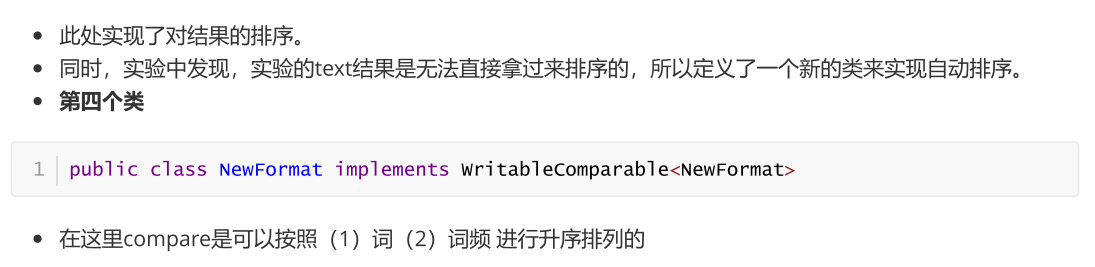 此处实现了对结果的排序。
同时，实验中发现，实验的text结果是无法直接拿过来排序的，所以定义了一个新的类来实现自动排序。
第四个类
1 public class NewFormat implements WritableComparable<NewFormat>
在这里compare是可以按照（1）词（2）词频 进行升序排列的